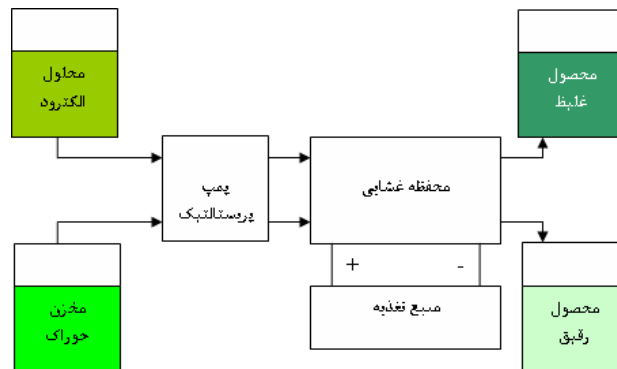 محلول
الکترود
محصول
غلیظ
پمپ
پریستالتیک
محفظه غشایی
+ -
مخزن
خوراک
منبع تغذیه
محصول
رقیق